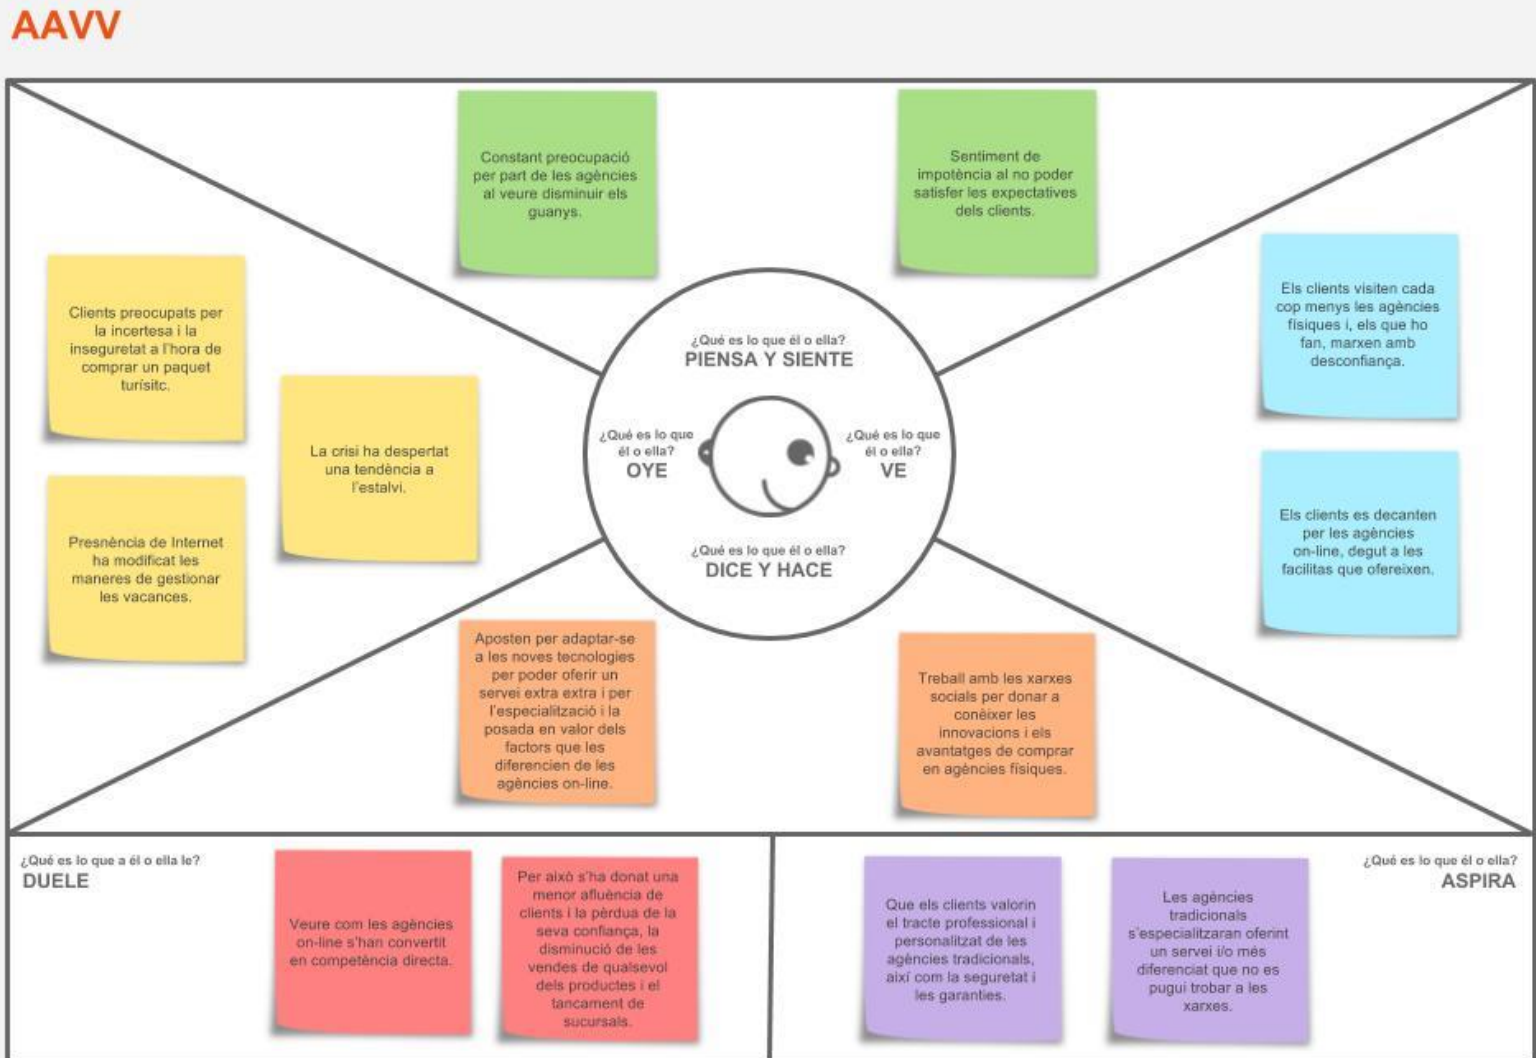 AAVV
Constant preocupació
per part de les agències
al veure disminuir els
guanys.
Sentiment de
impotència al no poder
satisfer les expectatives
dels clients.
Clients preocupats per
la incertesa i la
inseguretat a l'hora de
comprar un paquet
turísitc.
La crisi ha despertat
una tendència a
l'estalvi.
Presnència de Internet
ha modificat les
maneres de gestionar
les vacances.
¿Qué es lo que él o ella?
PIENSA Y SIENTE
¿Qué es lo que
él o ella?
OYE
¿Qué es lo que
él o ella?
VE
¿Qué es lo que él o ella?
DICE Y HACE
Els clients visiten cada
cop menys les agències
físiques i, els que ho
fan, marxen amb
desconfiança.
Els clients es decanten
per les agències
on-line, degut a les
facilitas que ofereixen.
Aposten per adaptar-se
a les noves tecnologies
per poder oferir un
servei extra extra i per
l'especialització i la
posada en valor dels
factors que les
diferencien de les
agències on-line.
Treball amb les xarxes
socials per donar a
conèixer les
innovacions i els
avantatges de comprar
en agències físiques.
¿Qué es lo que a él o ella le?
DUELE
Veure com les agències
on-line s'han convertit
en competència directa.
Per això s'ha donat una
menor afluència de
clients i la pèrdua de la
seva confiança, la
disminució de les
vendes de qualsevol
dels productes i el
tancament de
sucursals.
Que els clients valorin
el tracte professional i
personalitzat de les
agències tradicionals,
així com la seguretat i
les garanties.
Les agències
tradicionals
s'especialitzaran oferint
un servei i/o més
diferenciat que no es
pugui trobar a les
xarxes.
¿Qué es lo que él o ella?
ASPIRA